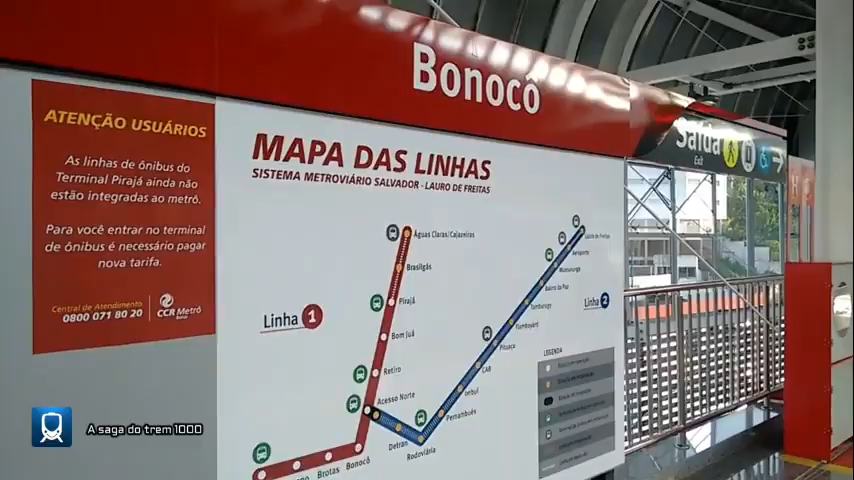 Bonocô
Saída
Exit
ATENÇÃO USUÁRIOS
As linhas de ônibus do
Terminal Pirajá ainda não
estão integradas ao metrô.
Para você entrar no terminal
de ônibus é necessário pagar
nova tarifa.
Central de Atendimento
0800 071 80 20
CCR Metrô
Bahia
MAPA DAS LINHAS
SISTEMA METROVIÁRIO SALVADOR - LAURO DE FREITAS
Águas Claras/Cajazeiras
Brasilgás
Pirajá
Bom Juá
Retiro
Acesso Norte
Bonocô
Brotas
Linha 1
Linha 2
Aeroporto
Mussurunga
Bairro da Paz
Tamburugy
Flamboyant
Pituaçu
CAB
Imbuí
Pernambués
Rodoviária
Detran
LEGENDA
A saga do trem 1000